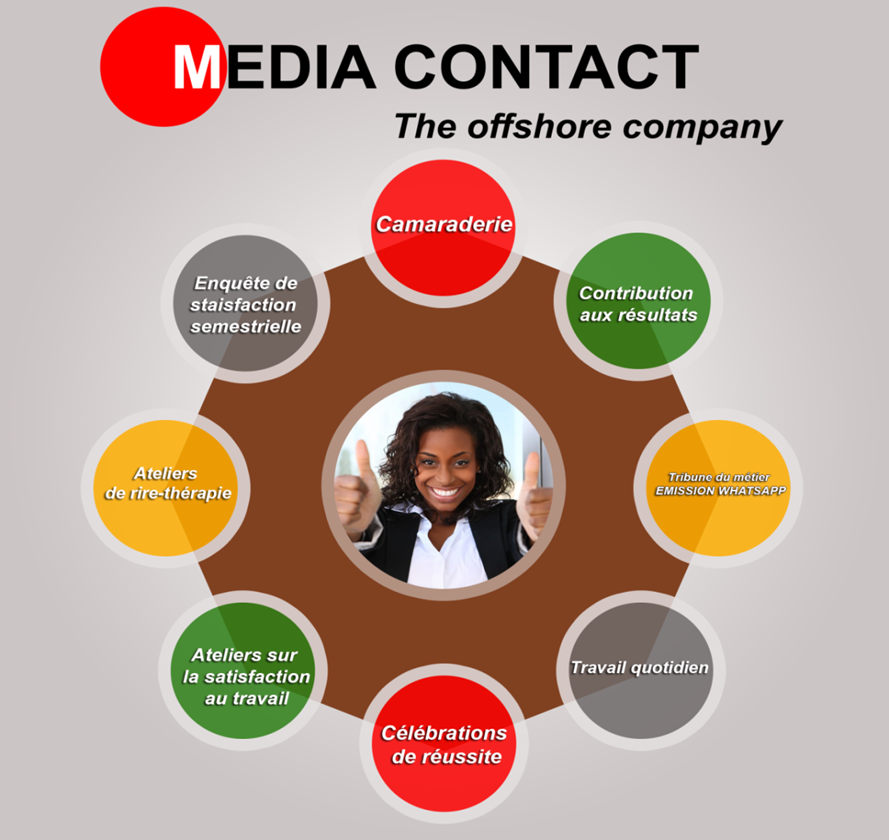 MEDIA CONTACT
The offshore company
Camaraderie
Enquête de
staisfaction
semestrielle
Contribution
aux résultats
Ateliers
de rire-thérapie
Tribune du métier
EMISSION WHATSAPP
Ateliers sur
la satisfaction
au travail
Travail quotidien
Célébrations
de réussite